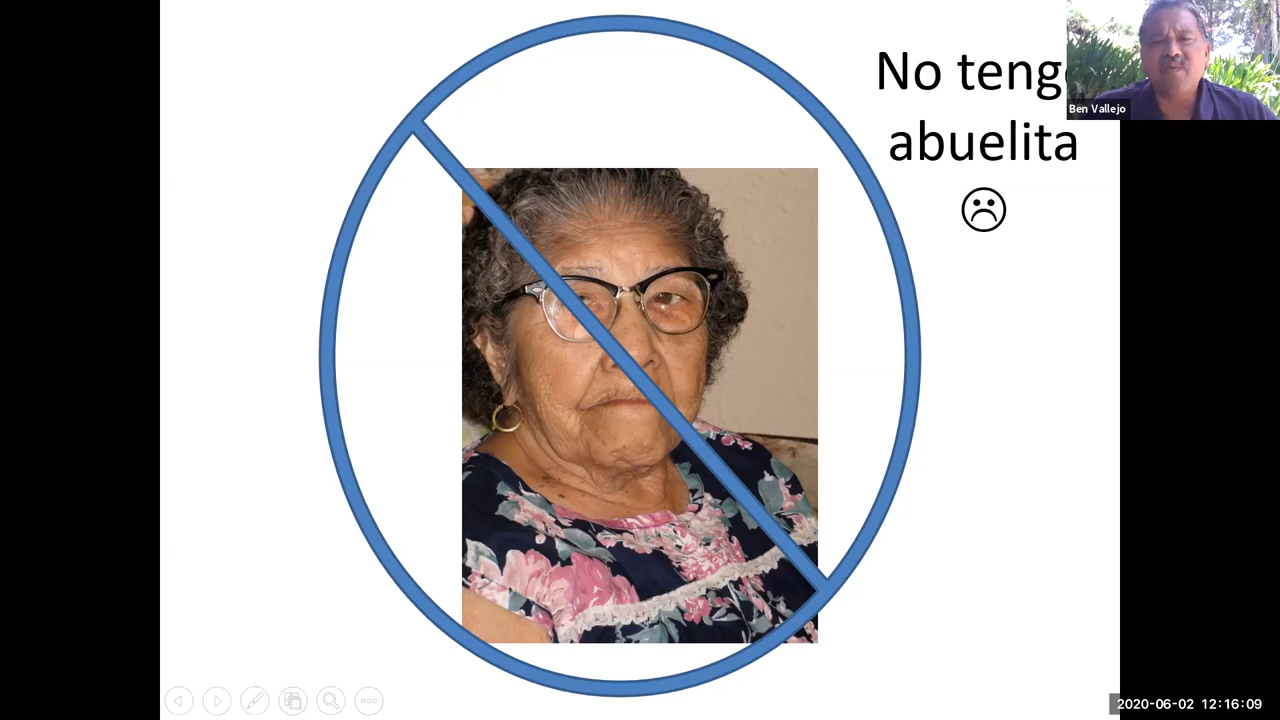 No teng
abuelita
☹
Ben Vallejo
2020-06-02 12:16:09